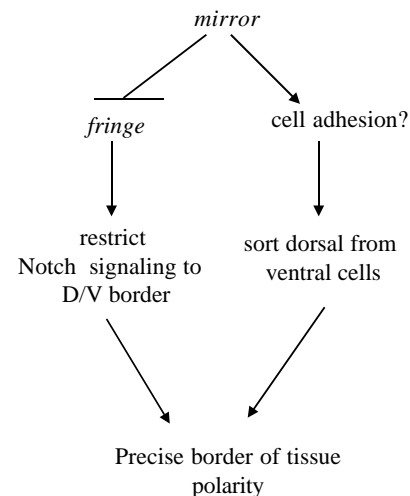 mirror
fringe
cell adhesion?
restrict
Notch signaling to
D/V border
sort dorsal from
ventral cells
Precise border of tissue
polarity